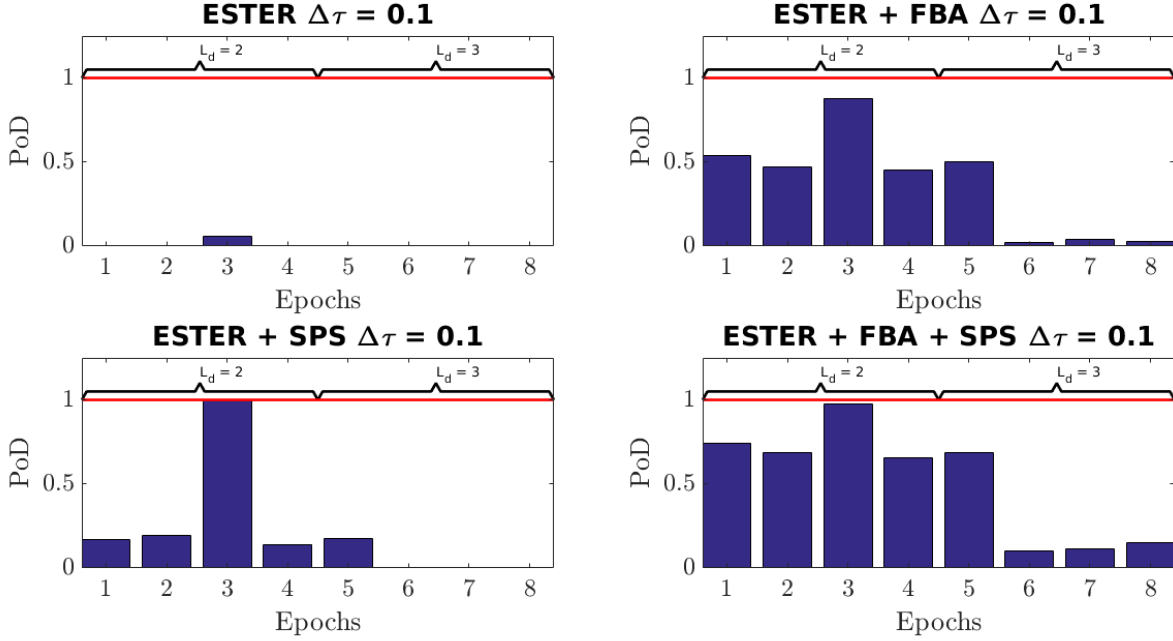 ESTER Δτ = 0.1
L_d = 2
L_d = 3
1
0.5
0
PoD
1 2 3 4 5 6 7 8
Epochs
ESTER + FBA Δτ = 0.1
L_d = 2
L_d = 3
1
0.5
0
PoD
1 2 3 4 5 6 7 8
Epochs
ESTER + SPS Δτ = 0.1
L_d = 2
L_d = 3
1
0.5
0
PoD
1 2 3 4 5 6 7 8
Epochs
ESTER + FBA + SPS Δτ = 0.1
L_d = 2
L_d = 3
1
0.5
0
PoD
1 2 3 4 5 6 7 8
Epochs